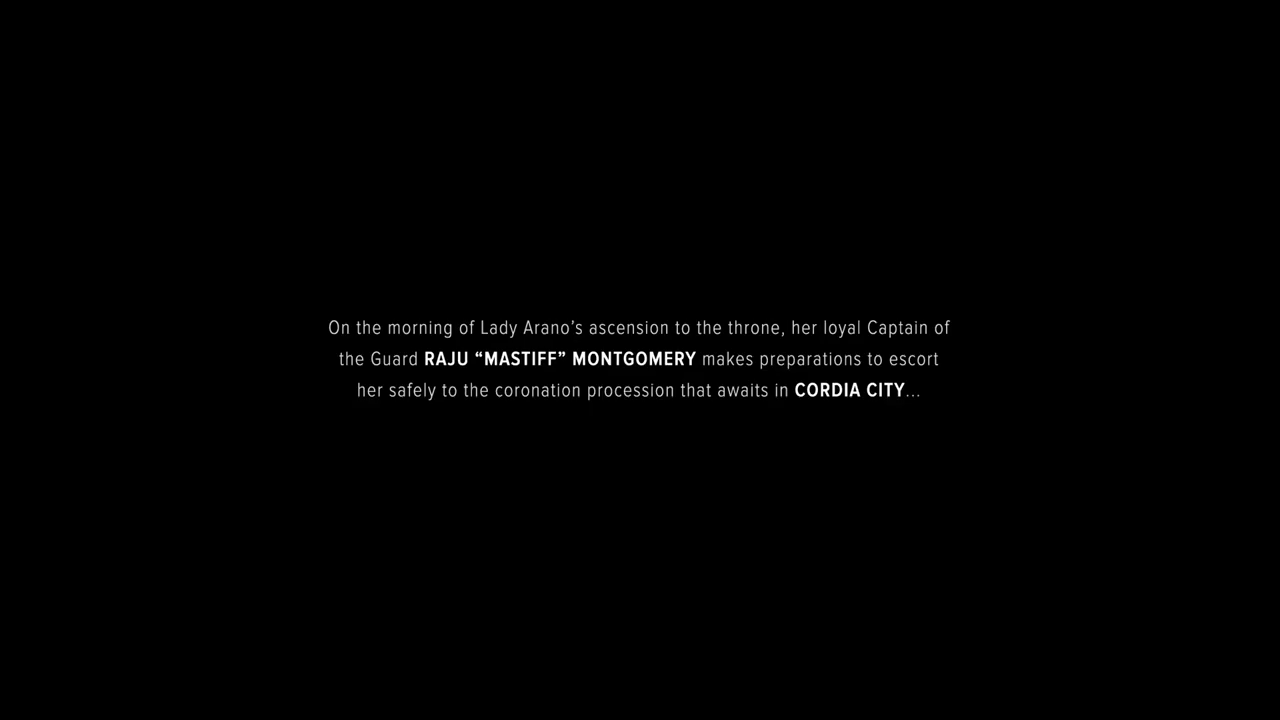 On the morning of Lady Arano’s ascension to the throne, her loyal Captain of
the Guard RAJU “MASTIFF” MONTGOMERY makes preparations to escort
her safely to the coronation procession that awaits in CORDIA CITY...